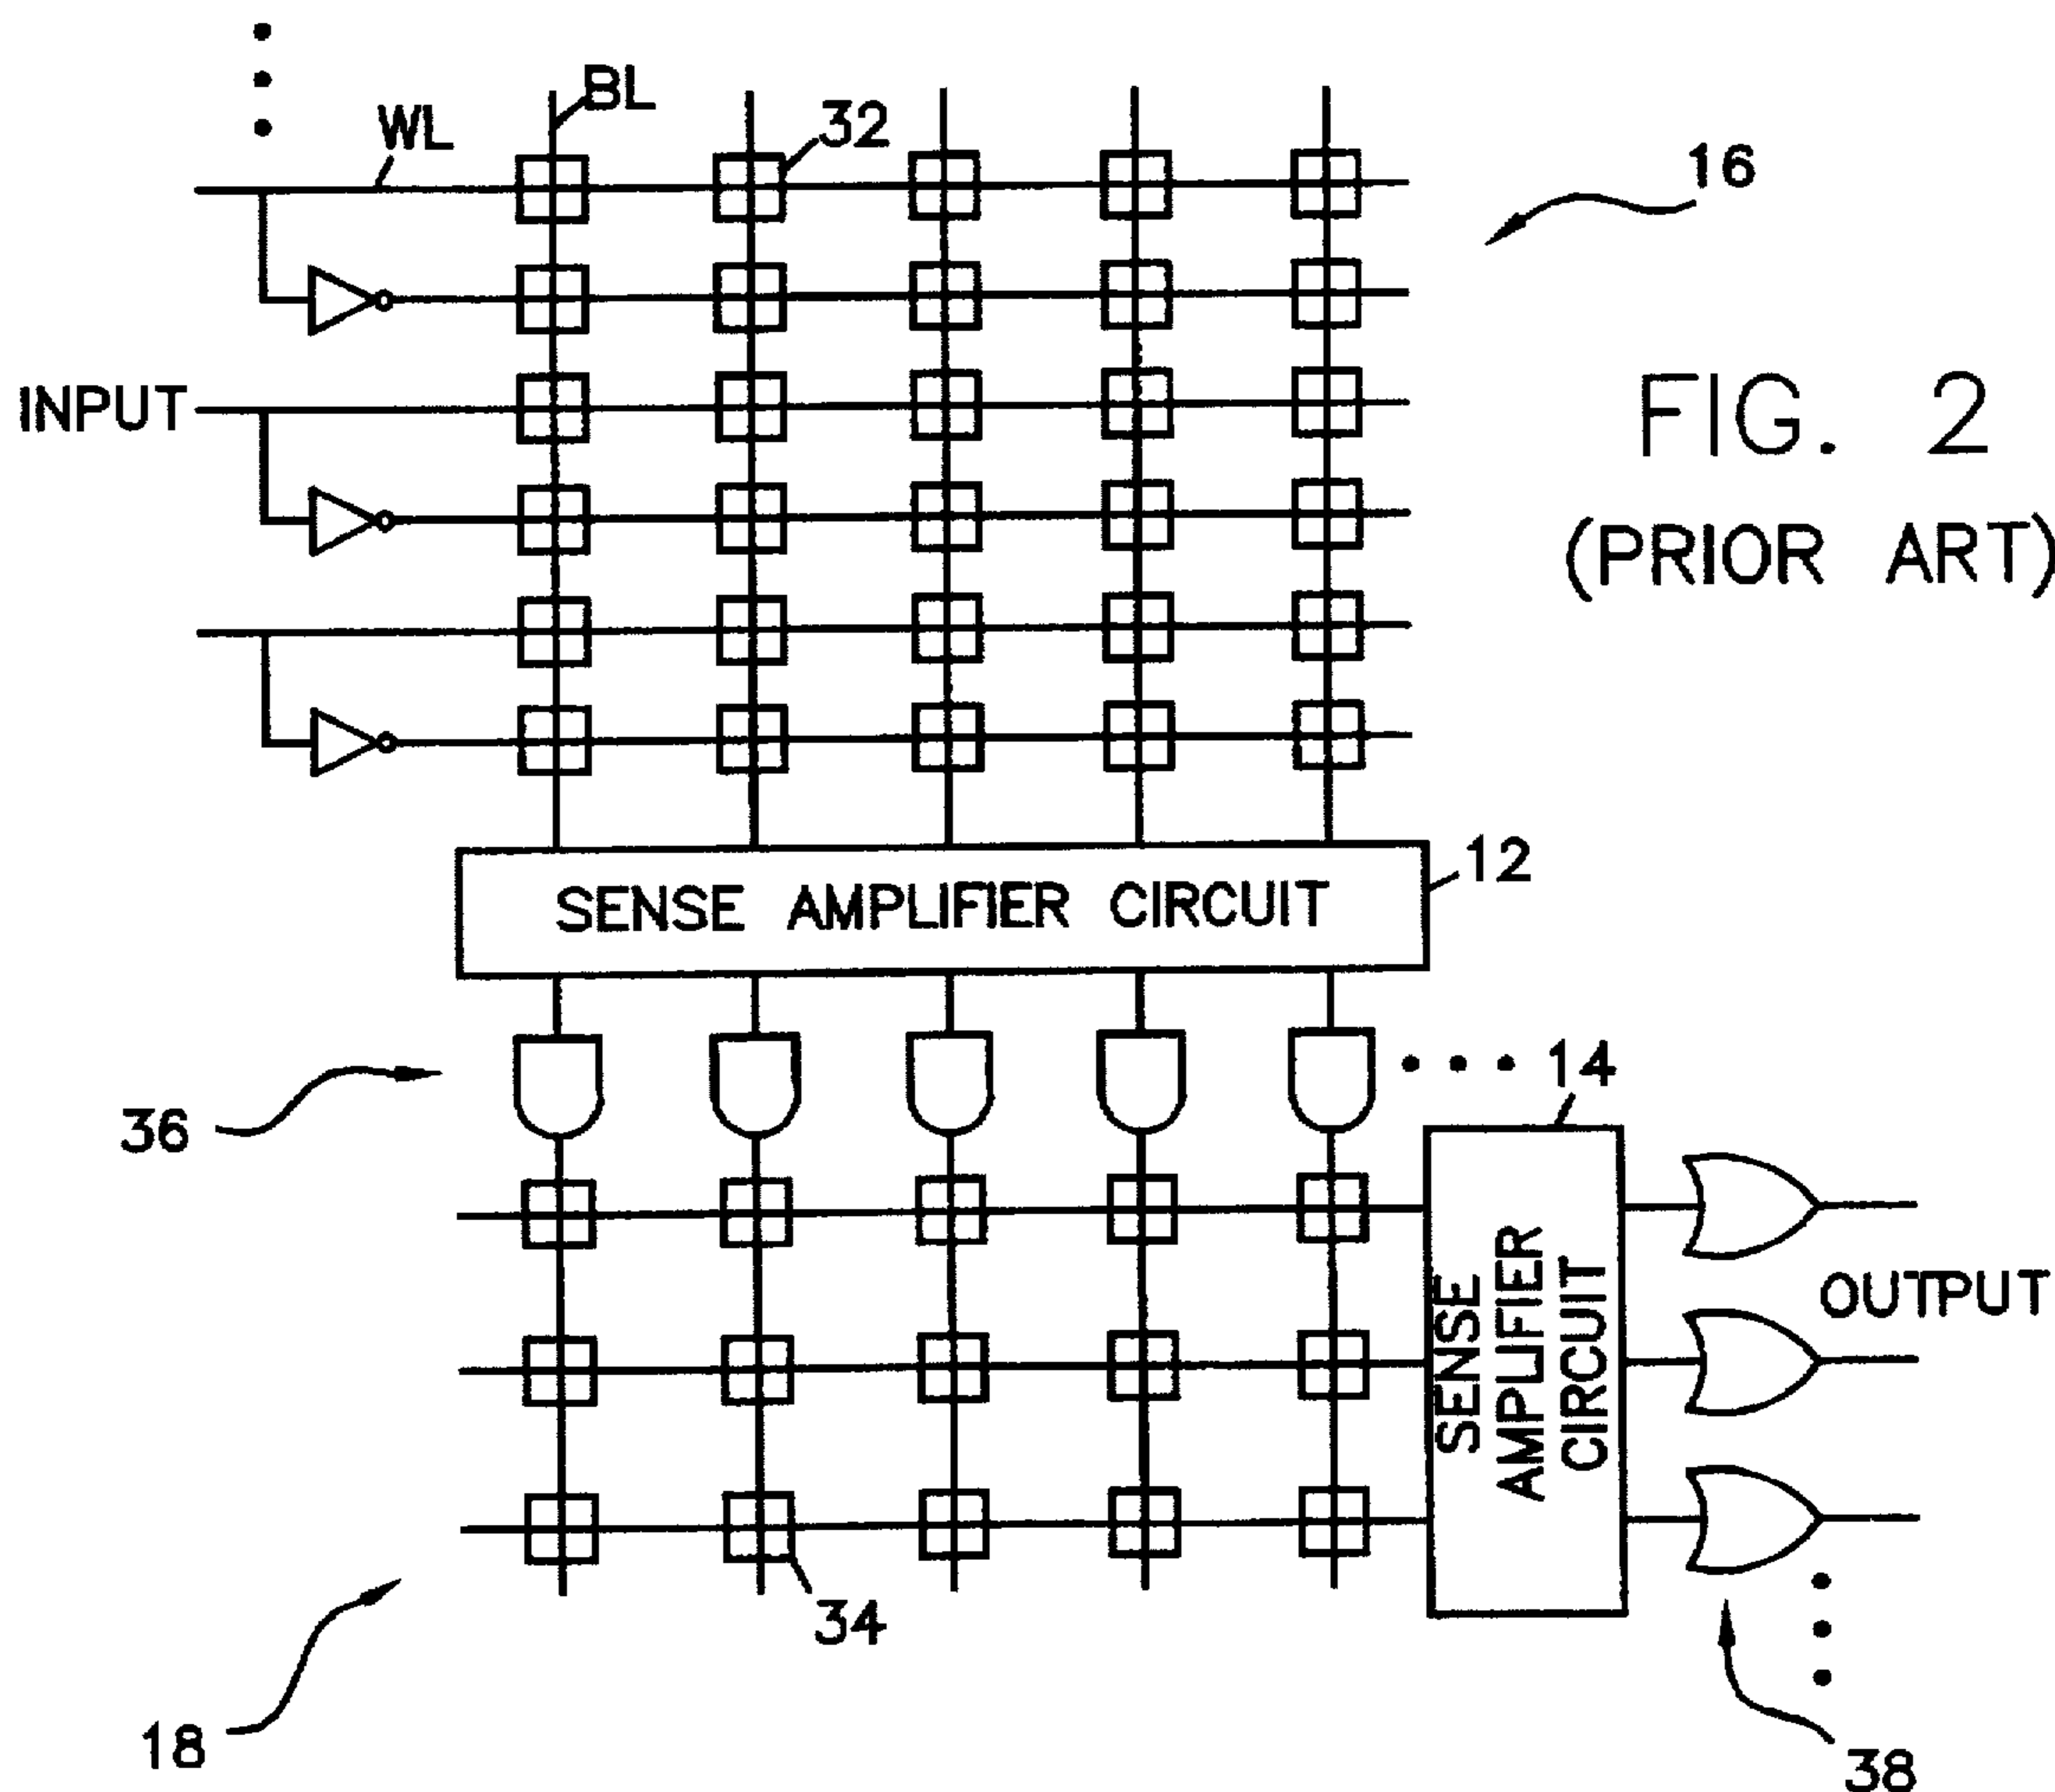 BL
WL
32
16
INPUT
FIG. 2
(PRIOR ART)
12
SENSE AMPLIFIER CIRCUIT
14
36
SENSE
AMPLIFIER
CIRCUIT
OUTPUT
34
18
38